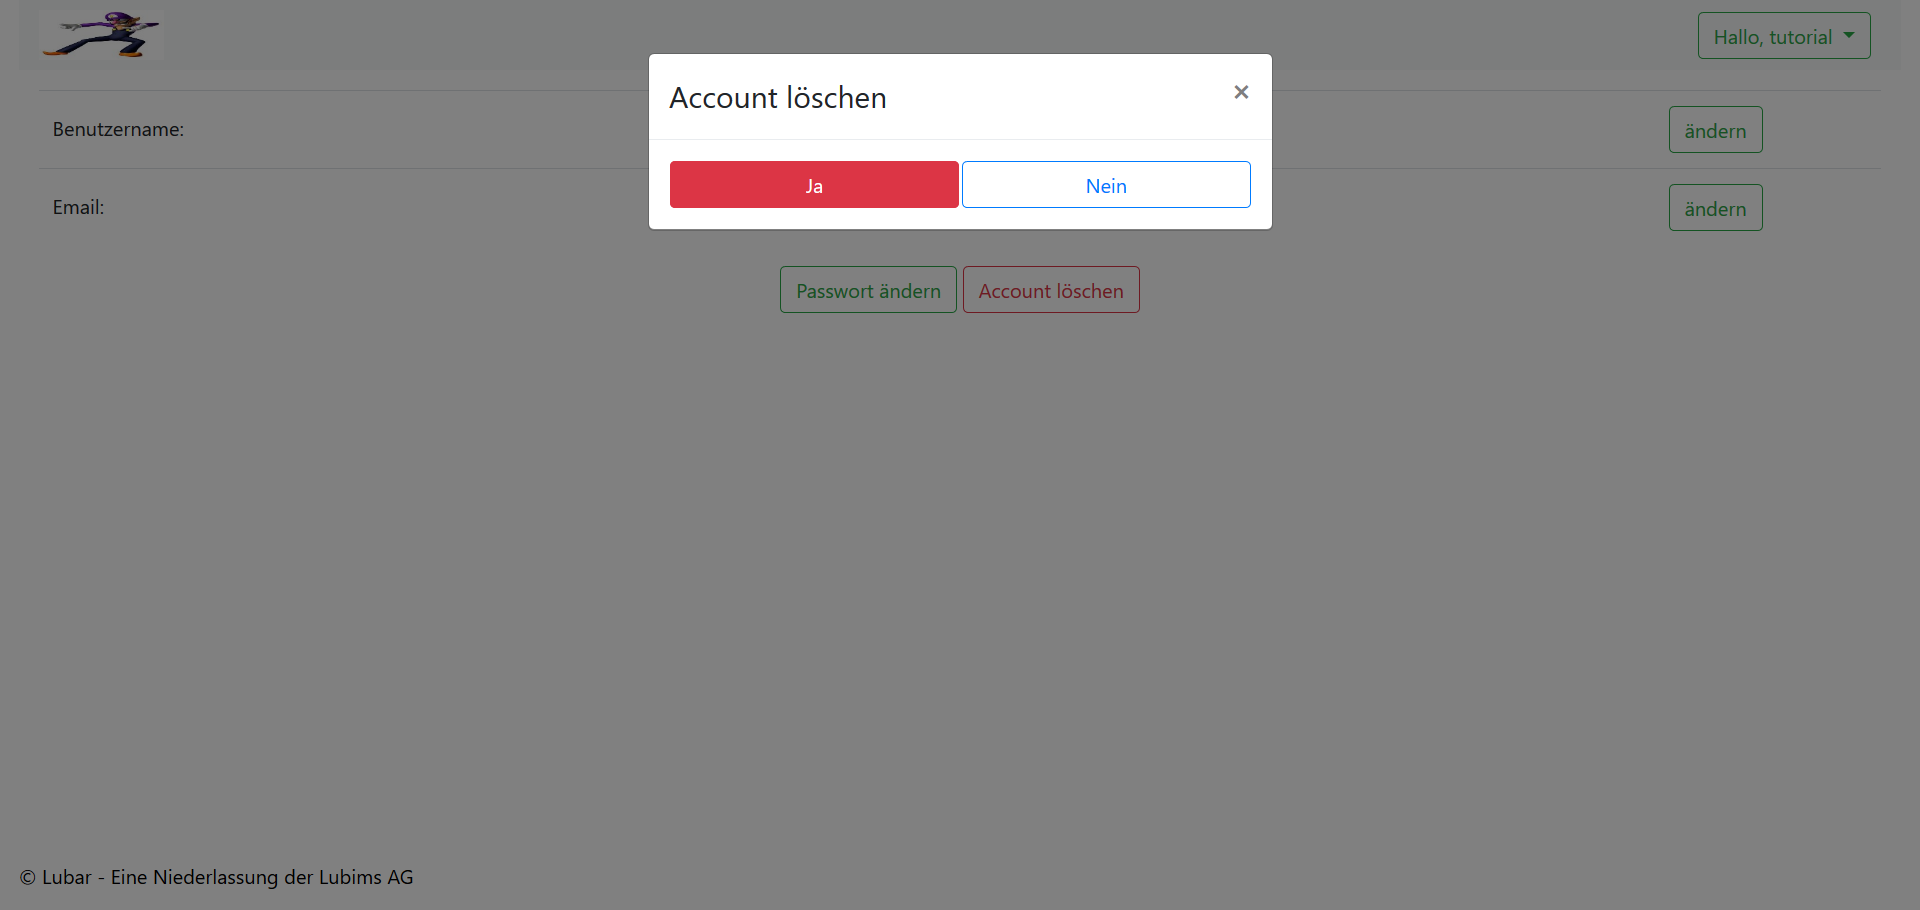 Hallo, tutorial
Account löschen
×
Benutzername:
ändern
Ja
Nein
Email:
ändern
Passwort ändern
Account löschen
© Lubar - Eine Niederlassung der Lubims AG